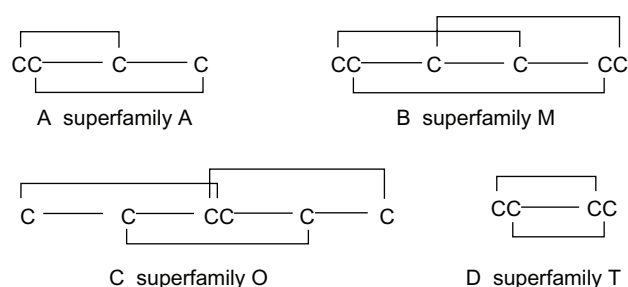 CC C C
CC C C CC
A superfamily A
B superfamily M
C C CC C C
CC CC
C superfamily O
D superfamily T